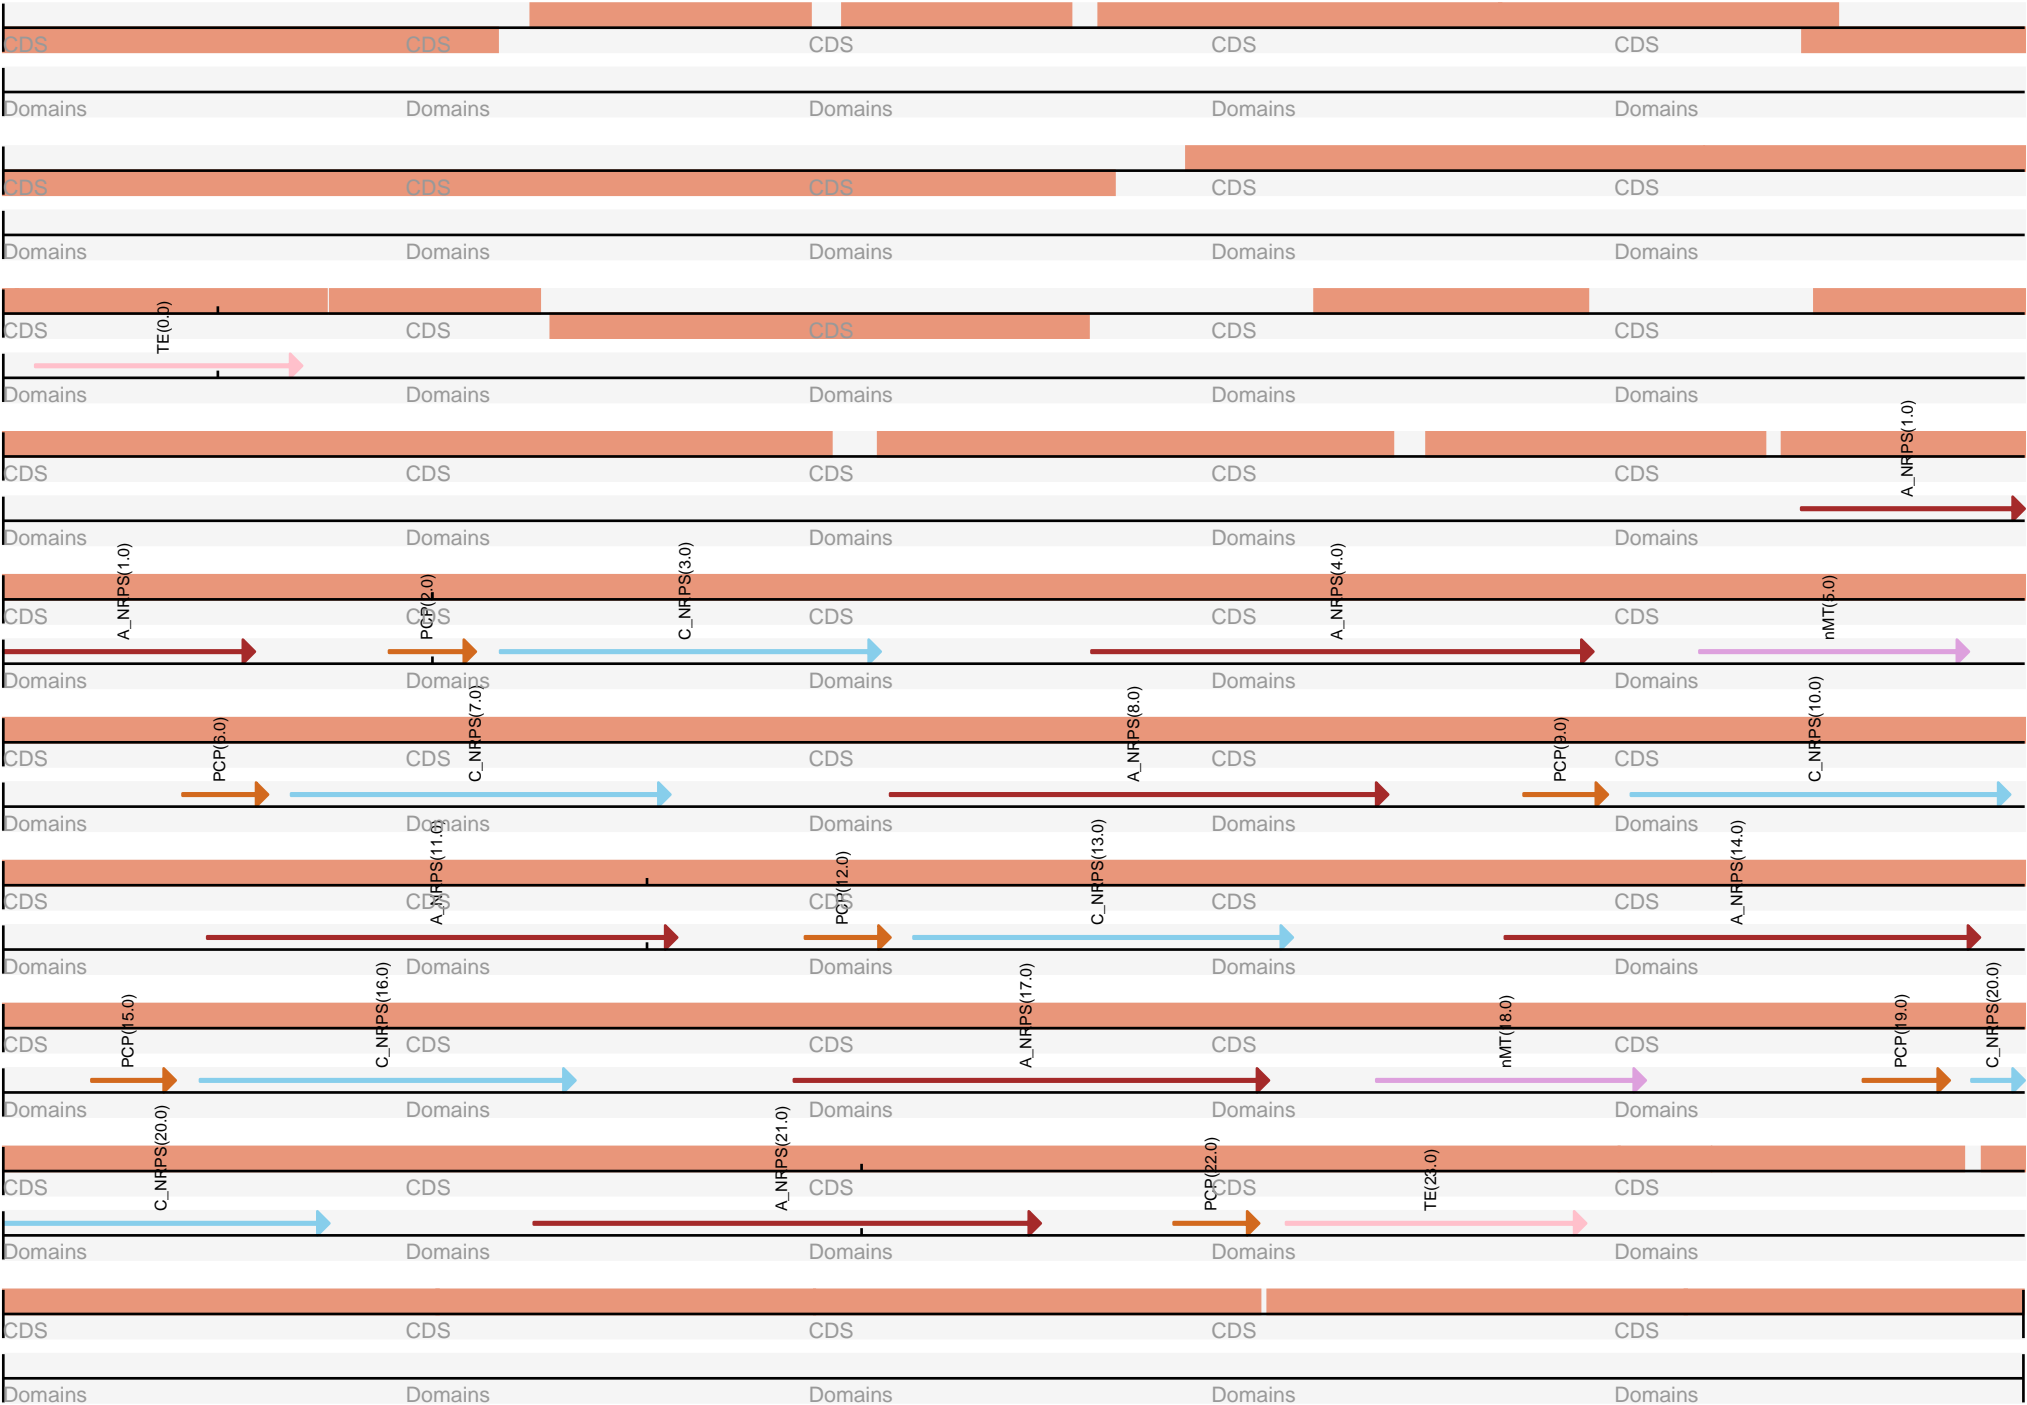 CDS CDS CDS CDS CDS
Domains Domains Domains Domains Domains
CDS CDS CDS CDS CDS
Domains Domains Domains Domains Domains
TE(0.0)
CDS CDS CDS CDS CDS
Domains Domains Domains Domains Domains
A_NRPS(1.0)
CDS CDS CDS CDS CDS
Domains Domains Domains Domains Domains
A_NRPS(1.0) PCP(2.0) C_NRPS(3.0) A_NRPS(4.0) nMT(5.0)
CDS CDS CDS CDS CDS
Domains Domains Domains Domains Domains
PCP(6.0) C_NRPS(7.0) A_NRPS(8.0) PCP(9.0) C_NRPS(10.0)
CDS CDS CDS CDS CDS
Domains Domains Domains Domains Domains
A_NRPS(11.0) PCP(12.0) C_NRPS(13.0) A_NRPS(14.0)
CDS CDS CDS CDS CDS
Domains Domains Domains Domains Domains
PCP(15.0) C_NRPS(16.0) A_NRPS(17.0) nMT(18.0) PCP(19.0) C_NRPS(20.0)
CDS CDS CDS CDS CDS
Domains Domains Domains Domains Domains
C_NRPS(20.0) A_NRPS(21.0) PCP(22.0) TE(23.0)
CDS CDS CDS CDS CDS
Domains Domains Domains Domains Domains
CDS CDS CDS CDS CDS
Domains Domains Domains Domains Domains